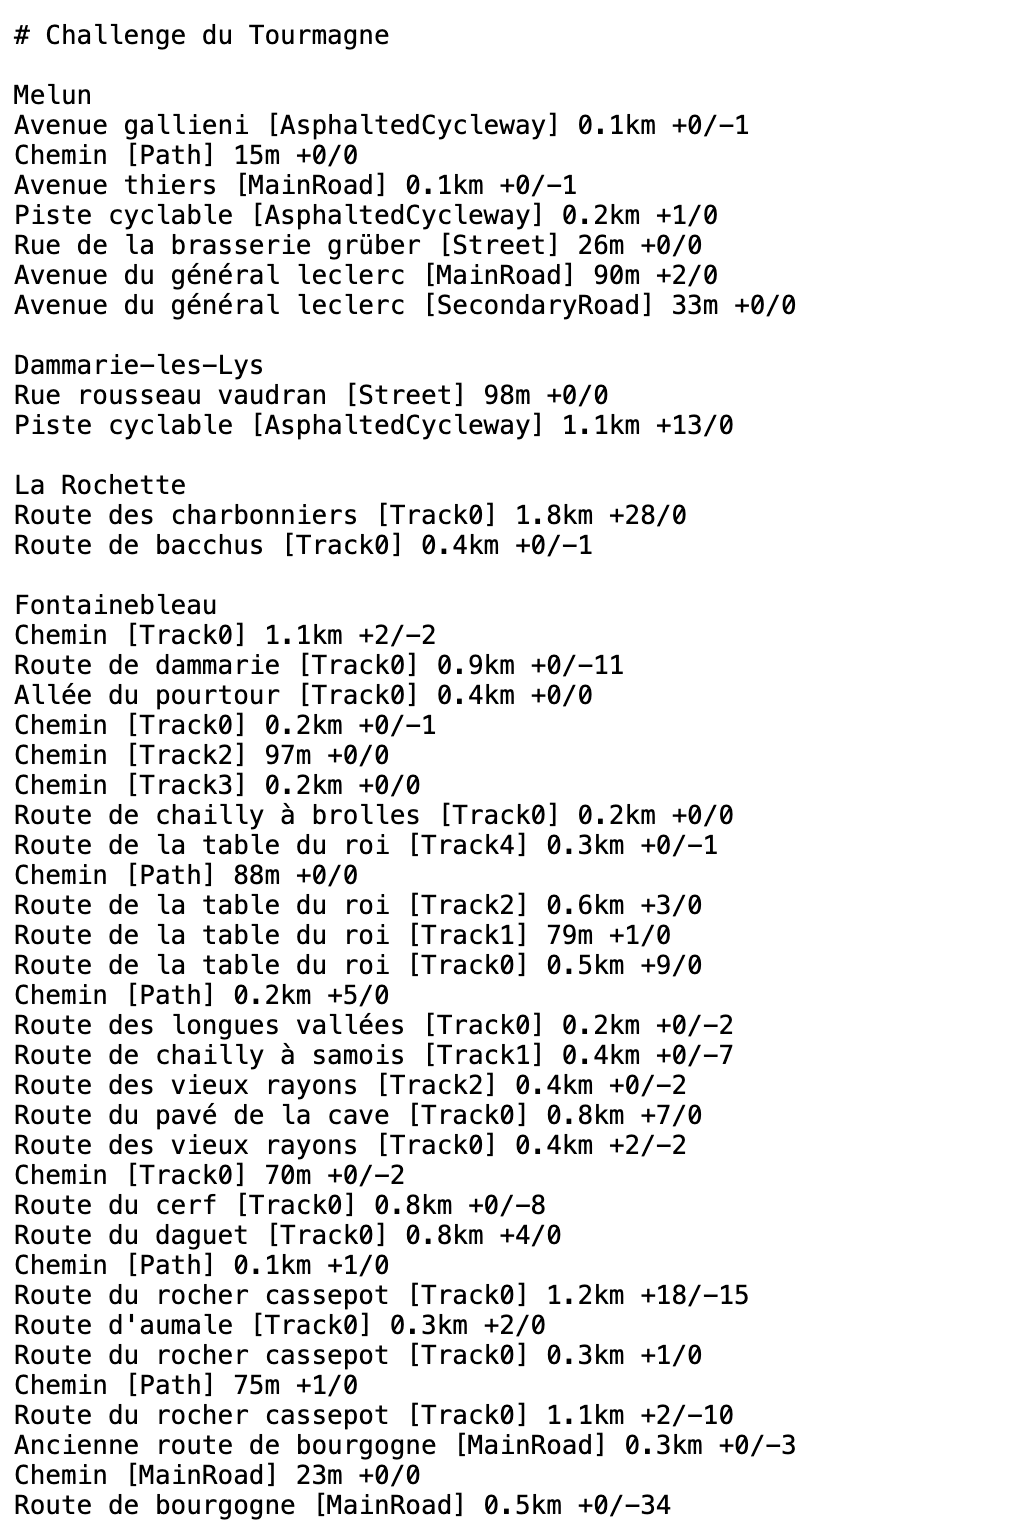 # Challenge du Tourmagne

Melun
Avenue gallieni [AsphaltedCycleway] 0.1km +0/-1
Chemin [Path] 15m +0/0
Avenue thiers [MainRoad] 0.1km +0/-1
Piste cyclable [AsphaltedCycleway] 0.2km +1/0
Rue de la brasserie grüber [Street] 26m +0/0
Avenue du général leclerc [MainRoad] 90m +2/0
Avenue du général leclerc [SecondaryRoad] 33m +0/0

Dammarie-les-Lys
Rue rousseau vaudran [Street] 98m +0/0
Piste cyclable [AsphaltedCycleway] 1.1km +13/0

La Rochette
Route des charbonniers [Track0] 1.8km +28/0
Route de bacchus [Track0] 0.4km +0/-1

Fontainebleau
Chemin [Track0] 1.1km +2/-2
Route de dammarie [Track0] 0.9km +0/-11
Allée du pourtour [Track0] 0.4km +0/0
Chemin [Track0] 0.2km +0/-1
Chemin [Track2] 97m +0/0
Chemin [Track3] 0.2km +0/0
Route de chailly à brolles [Track0] 0.2km +0/0
Route de la table du roi [Track4] 0.3km +0/-1
Chemin [Path] 88m +0/0
Route de la table du roi [Track2] 0.6km +3/0
Route de la table du roi [Track1] 79m +1/0
Route de la table du roi [Track0] 0.5km +9/0
Chemin [Path] 0.2km +5/0
Route des longues vallées [Track0] 0.2km +0/-2
Route de chailly à samois [Track1] 0.4km +0/-7
Route des vieux rayons [Track2] 0.4km +0/-2
Route du pavé de la cave [Track0] 0.8km +7/0
Route des vieux rayons [Track0] 0.4km +2/-2
Chemin [Track0] 70m +0/-2
Route du cerf [Track0] 0.8km +0/-8
Route du daguet [Track0] 0.8km +4/0
Chemin [Path] 0.1km +1/0
Route du rocher cassepot [Track0] 1.2km +18/-15
Route d'aumale [Track0] 0.3km +2/0
Route du rocher cassepot [Track0] 0.3km +1/0
Chemin [Path] 75m +1/0
Route du rocher cassepot [Track0] 1.1km +2/-10
Ancienne route de bourgogne [MainRoad] 0.3km +0/-3
Chemin [MainRoad] 23m +0/0
Route de bourgogne [MainRoad] 0.5km +0/-34